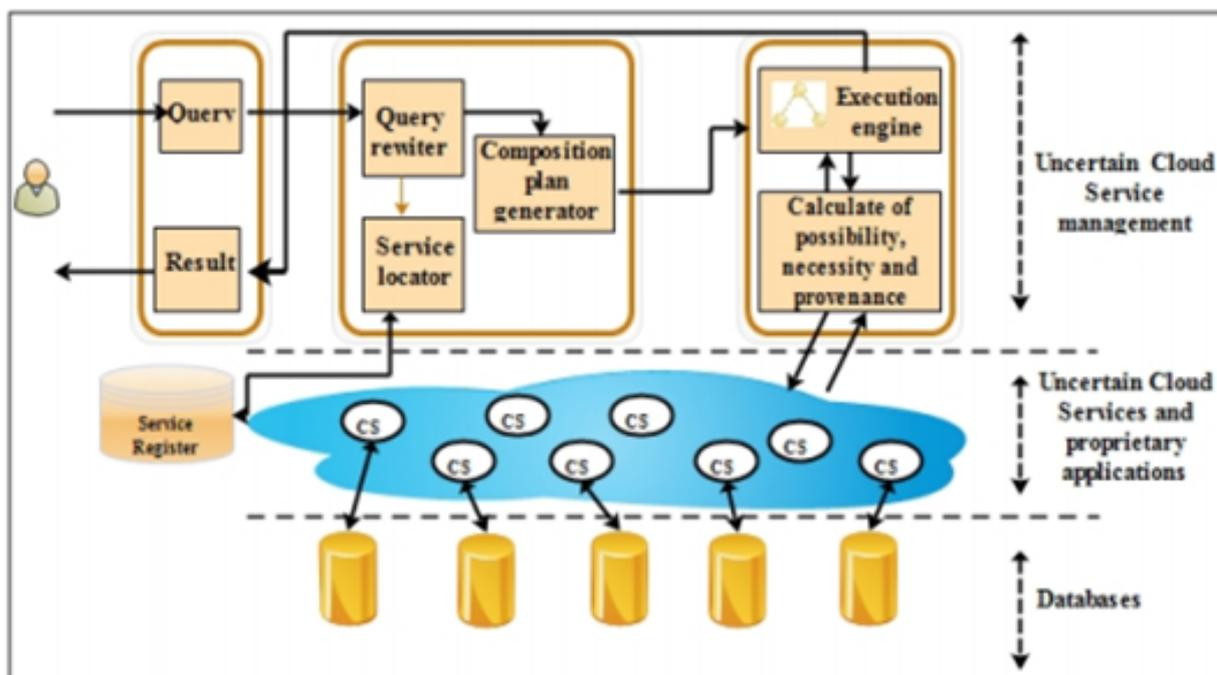 Query
Result
Query
rewiter
Service
locator
Composition
plan
generator
Execution
engine
Calculate of
possibility,
necessity and
provenance
Uncertain Cloud
Service
management
Service
Register
CS
CS
CS
CS
CS
CS
CS
CS
Uncertain Cloud
Services and
proprietary
applications
Databases